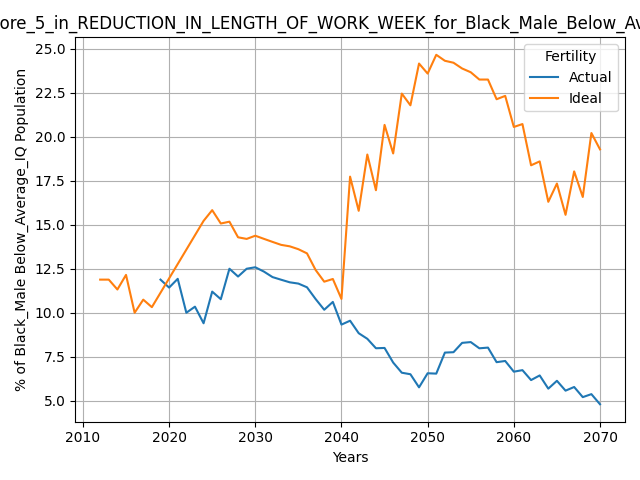 ore_5_in_REDUCTION_IN_LENGTH_OF_WORK_WEEK_for_Black_Male_Below_Av
Fertility
Actual
Ideal
% of Black_Male Below_Average_IQ Population
25.0
22.5
20.0
17.5
15.0
12.5
10.0
7.5
5.0
2010
2020
2030
2040
2050
2060
2070
Years